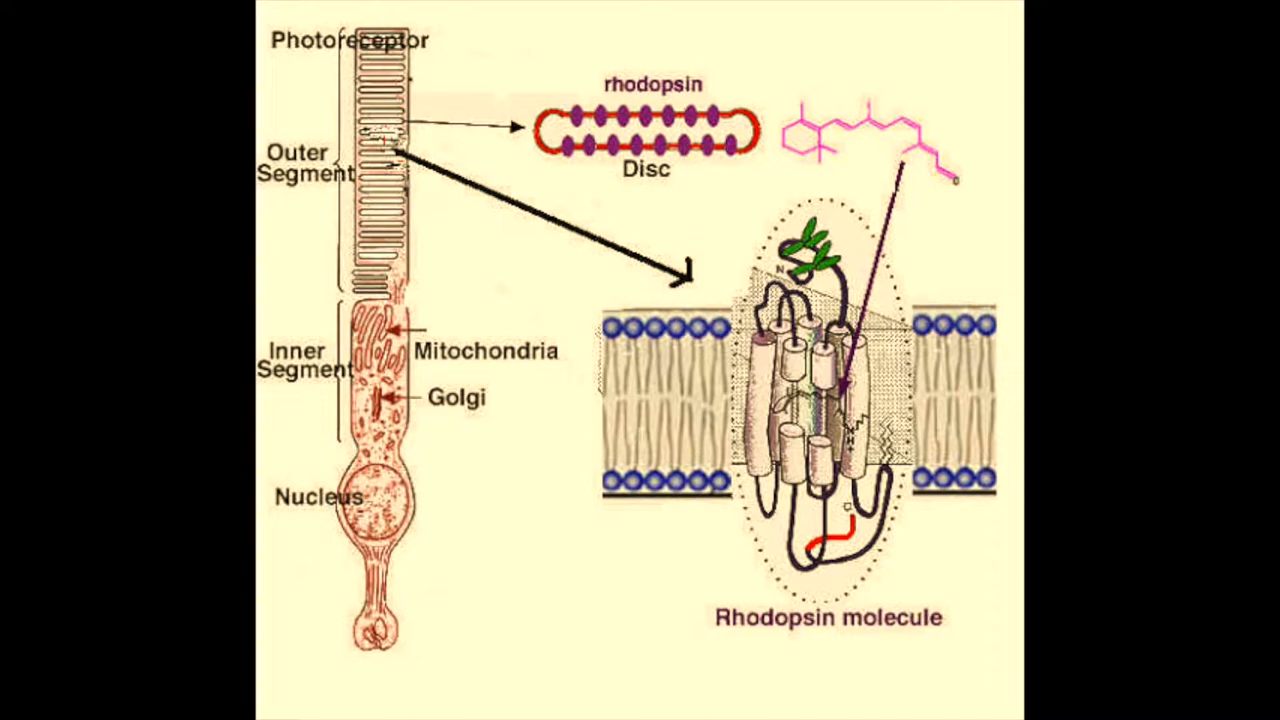 Photoreceptor
rhodopsin
Disc
Outer
Segment
N
Inner
Segment
Mitochondria
Golgi
Nucleus
Rhodopsin molecule